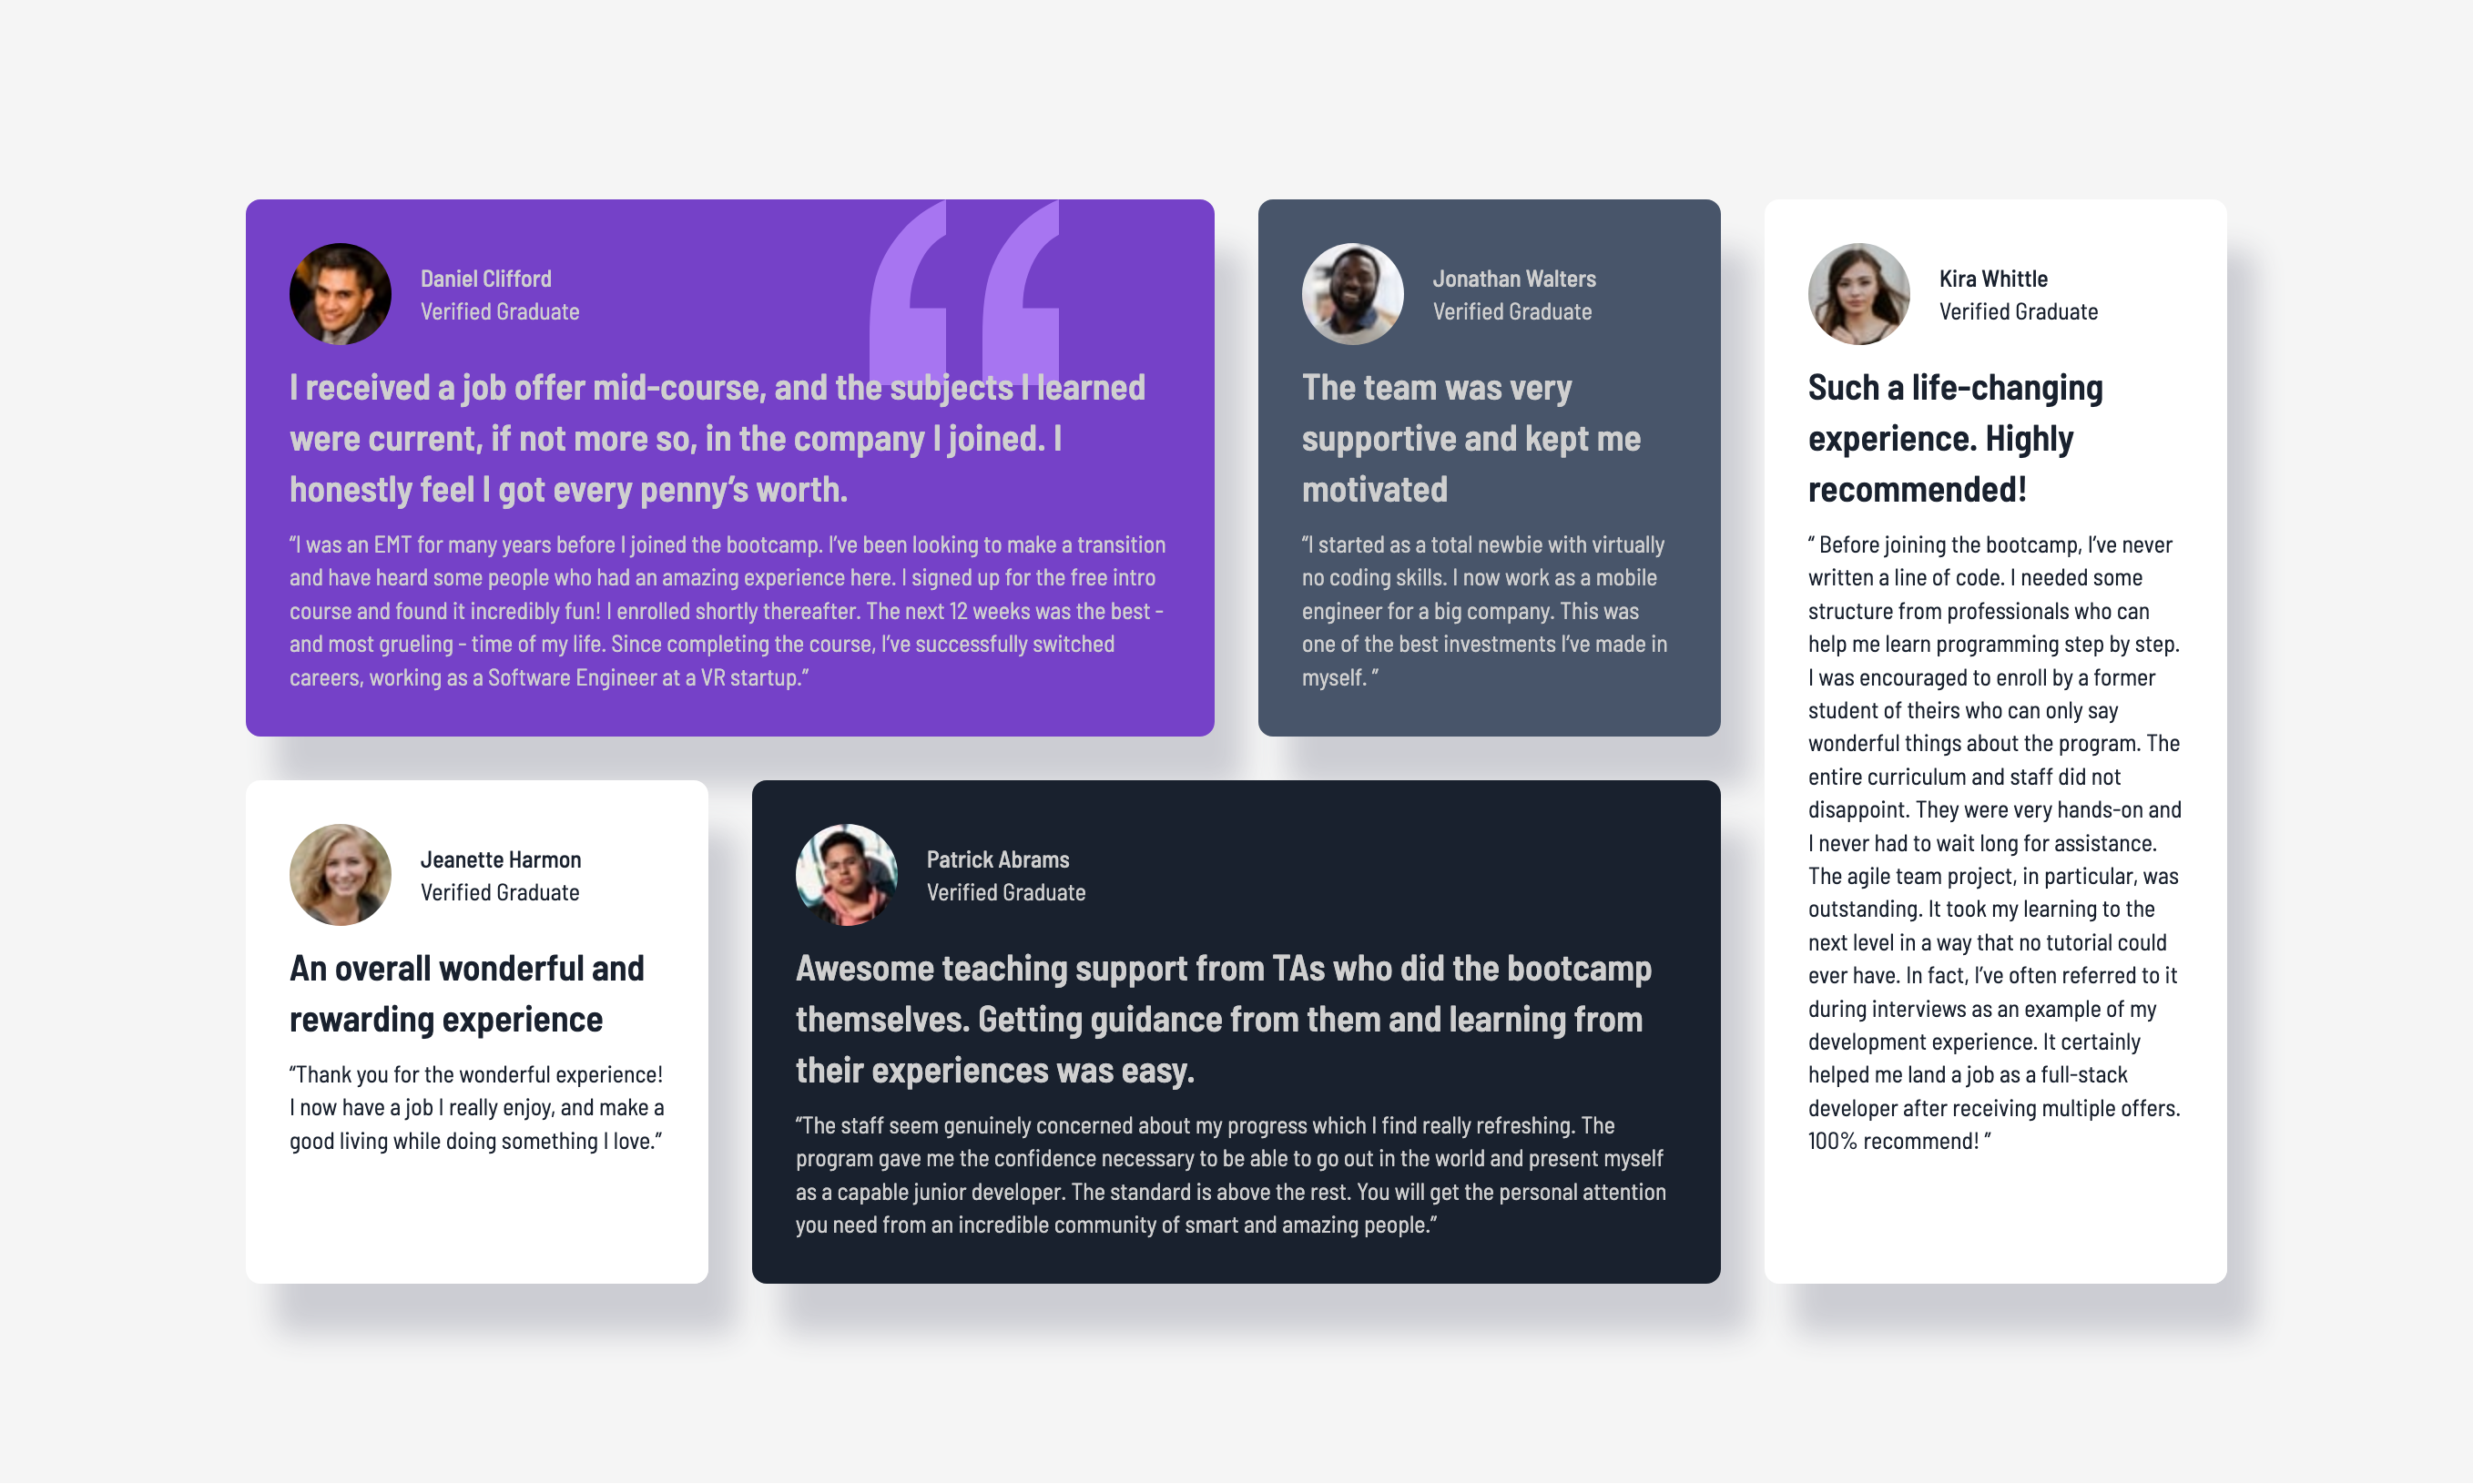 Daniel Clifford
Verified Graduate
I received a job offer mid-course, and the subjects I learned
were current, if not more so, in the company I joined. I
honestly feel I got every penny’s worth.
“I was an EMT for many years before I joined the bootcamp. I’ve been looking to make a transition
and have heard some people who had an amazing experience here. I signed up for the free intro
course and found it incredibly fun! I enrolled shortly thereafter. The next 12 weeks was the best -
and most grueling - time of my life. Since completing the course, I’ve successfully switched
careers, working as a Software Engineer at a VR startup.”
Jonathan Walters
Verified Graduate
The team was very
supportive and kept me
motivated
“I started as a total newbie with virtually
no coding skills. I now work as a mobile
engineer for a big company. This was
one of the best investments I’ve made in
myself. ”
Kira Whittle
Verified Graduate
Such a life-changing
experience. Highly
recommended!
“ Before joining the bootcamp, I’ve never
written a line of code. I needed some
structure from professionals who can
help me learn programming step by step.
I was encouraged to enroll by a former
student of theirs who can only say
wonderful things about the program. The
entire curriculum and staff did not
disappoint. They were very hands-on and
I never had to wait long for assistance.
The agile team project, in particular, was
outstanding. It took my learning to the
next level in a way that no tutorial could
ever have. In fact, I’ve often referred to it
during interviews as an example of my
development experience. It certainly
helped me land a job as a full-stack
developer after receiving multiple offers.
100% recommend! ”
Jeanette Harmon
Verified Graduate
An overall wonderful and
rewarding experience
“Thank you for the wonderful experience!
I now have a job I really enjoy, and make a
good living while doing something I love.”
Patrick Abrams
Verified Graduate
Awesome teaching support from TAs who did the bootcamp
themselves. Getting guidance from them and learning from
their experiences was easy.
“The staff seem genuinely concerned about my progress which I find really refreshing. The
program gave me the confidence necessary to be able to go out in the world and present myself
as a capable junior developer. The standard is above the rest. You will get the personal attention
you need from an incredible community of smart and amazing people.”